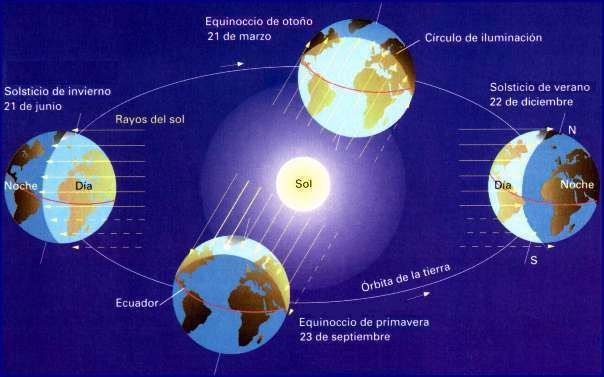 Equinoccio de otoño
21 de marzo
Círculo de iluminación
Solsticio de invierno
21 de junio
Solsticio de verano
22 de diciembre
Rayos del sol
N
Noche
Día
Sol
Día
Noche
S
Órbita de la tierra
Ecuador
Equinoccio de primavera
23 de septiembre